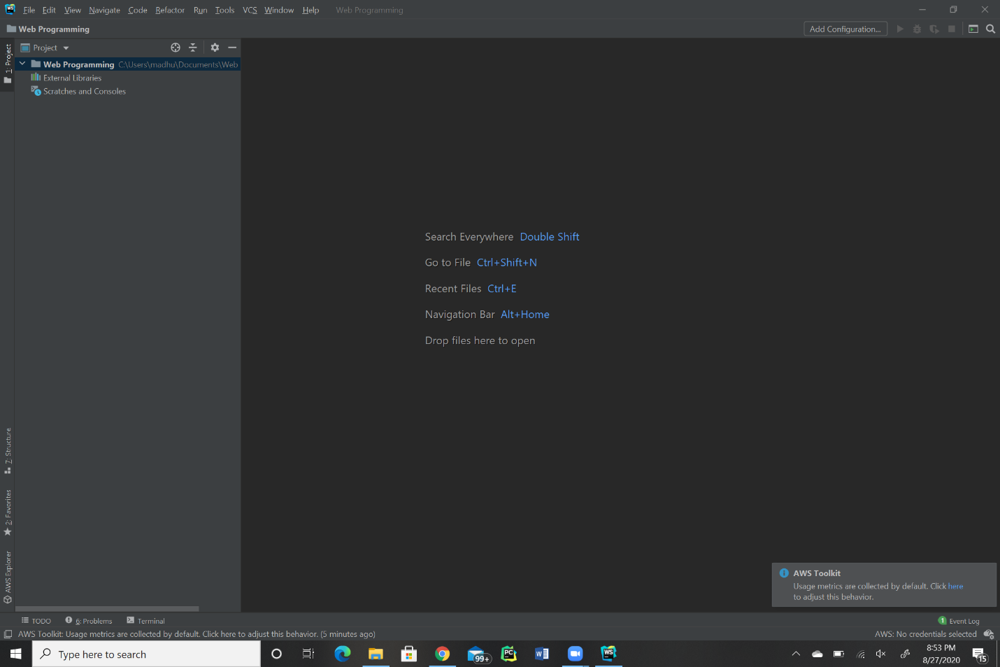 WS File Edit View Navigate Code Refactor Run Tools VCS Window Help Web Programming
Web Programming
Add Configuration...
1: Project
Project
Web Programming C:\Users\madhu\Documents\Web
External Libraries
Scratches and Consoles
Search Everywhere Double Shift
Go to File Ctrl+Shift+N
Recent Files Ctrl+E
Navigation Bar Alt+Home
Drop files here to open
7: Structure
2: Favorites
AWS Explorer
AWS Toolkit
Usage metrics are collected by default. Click here
to adjust this behavior.
TODO 6: Problems Terminal
1 Event Log
AWS Toolkit: Usage metrics are collected by default. Click here to adjust this behavior. (5 minutes ago)
AWS: No credentials selected
Type here to search
99+
PC
W
WS
8:53 PM
8/27/2020
15